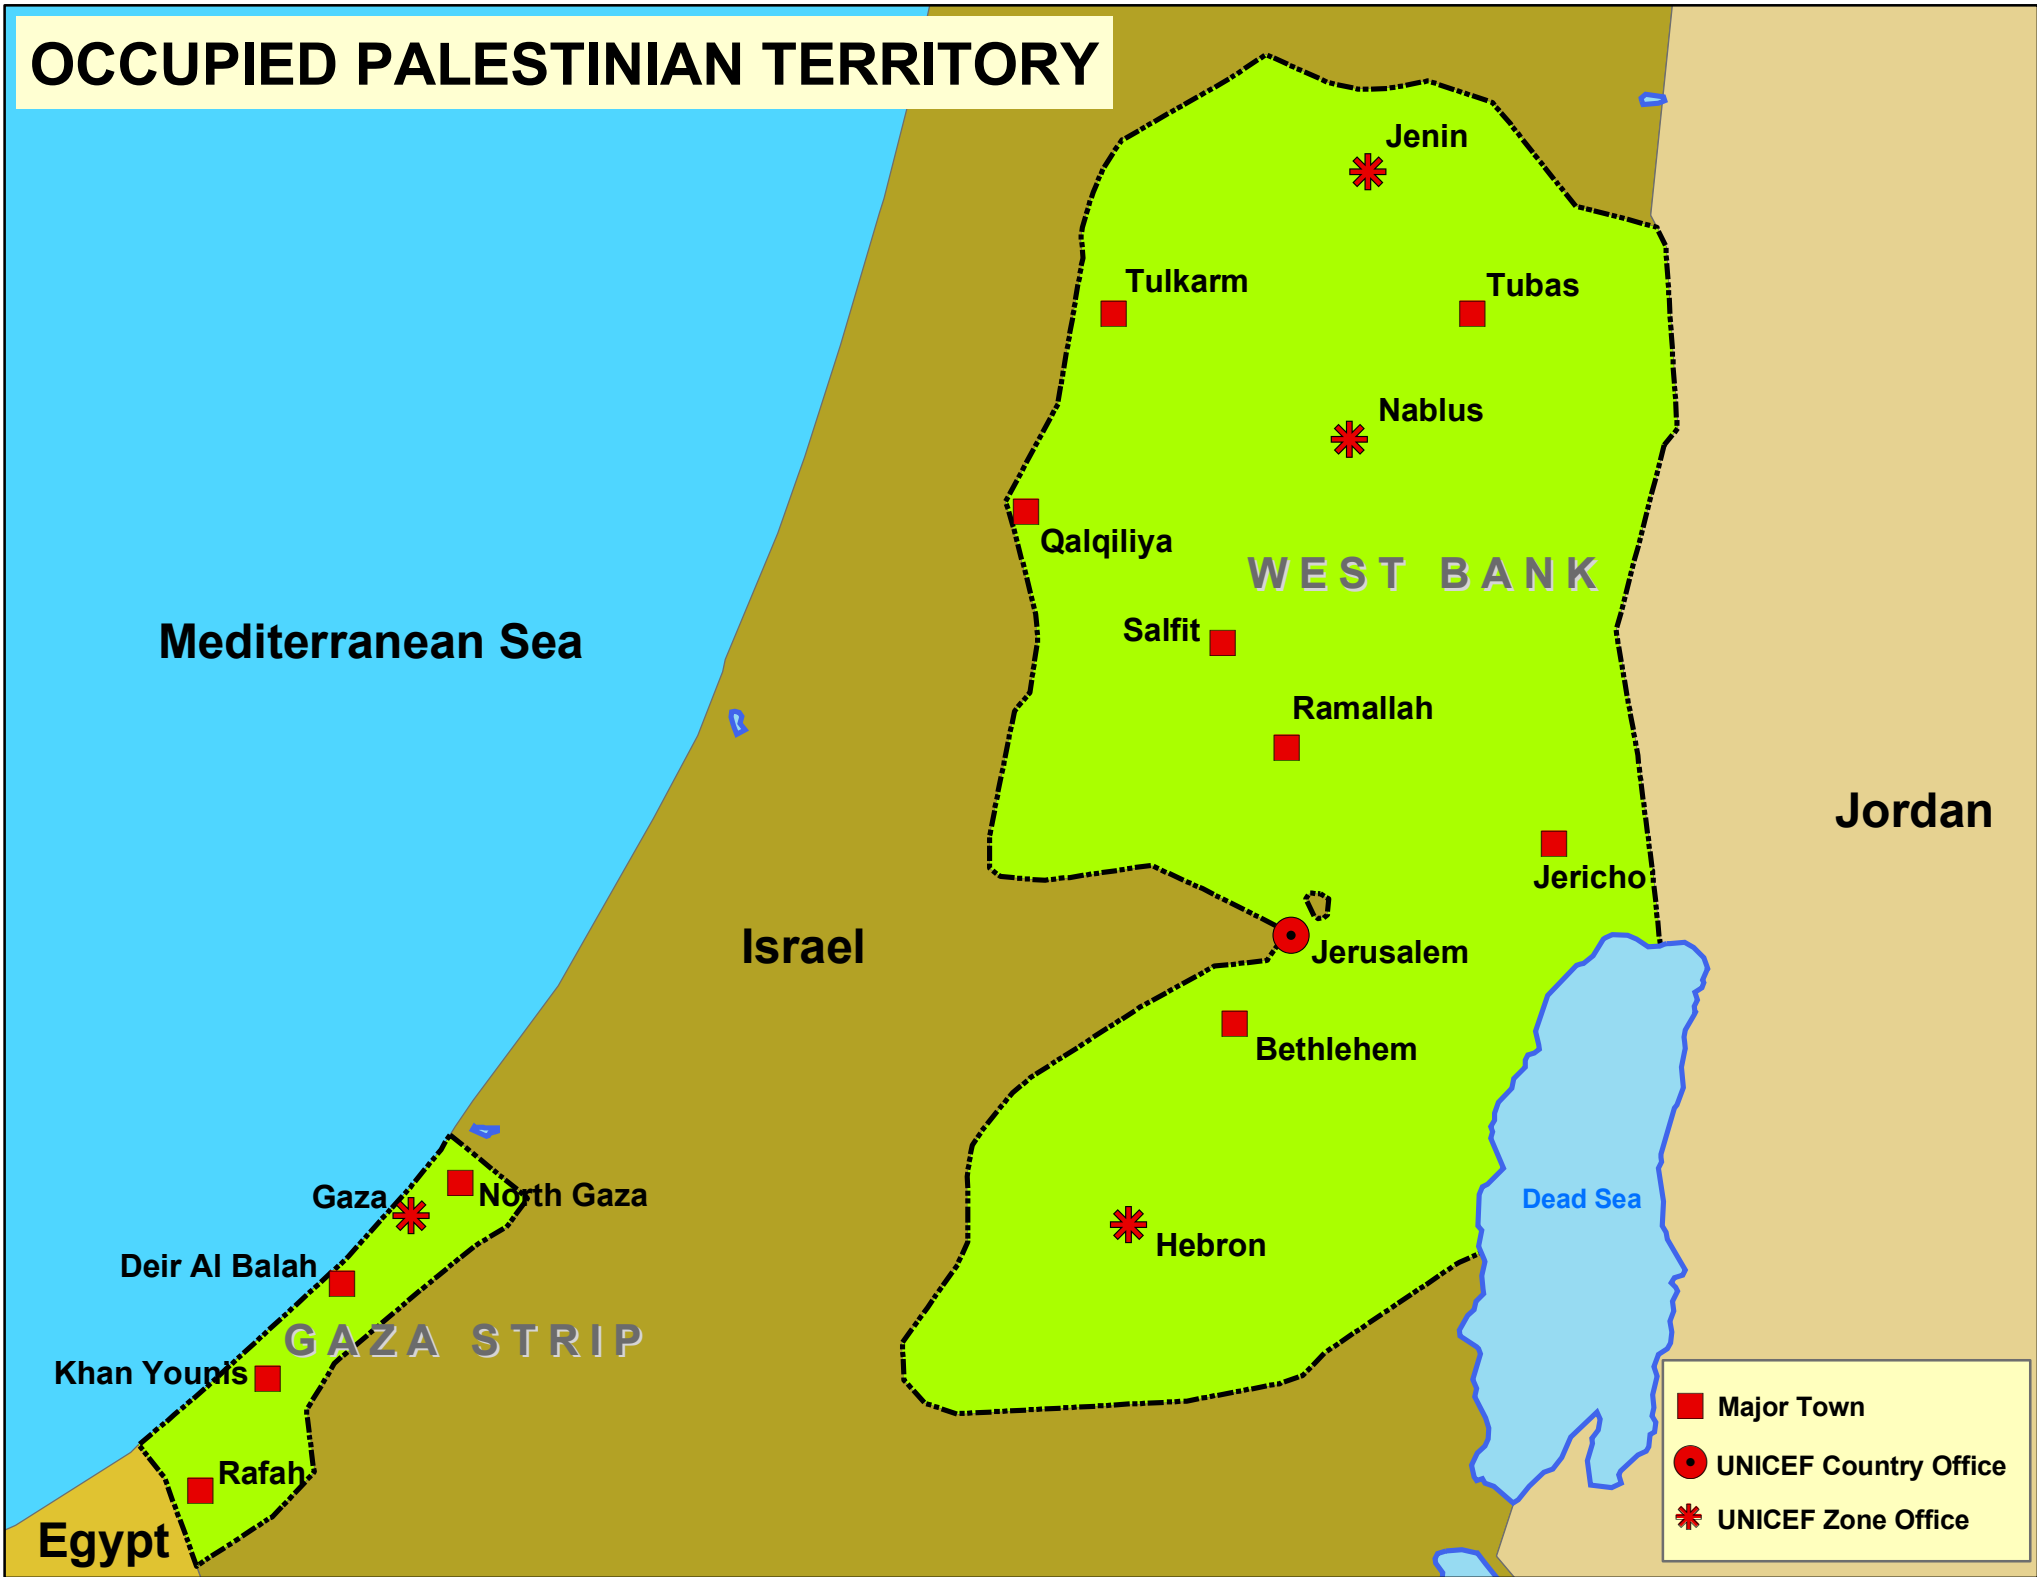 OCCUPIED PALESTINIAN TERRITORY
Jenin
Tulkarm
Tubas
Nablus
Qalqiliya
WEST BANK
Salfit
Mediterranean Sea
Ramallah
Jordan
Jericho
Israel
Jerusalem
Bethlehem
Gaza
North Gaza
Dead Sea
Hebron
Deir Al Balah
GAZA STRIP
Khan Younis
Rafah
Egypt
Major Town
UNICEF Country Office
UNICEF Zone Office